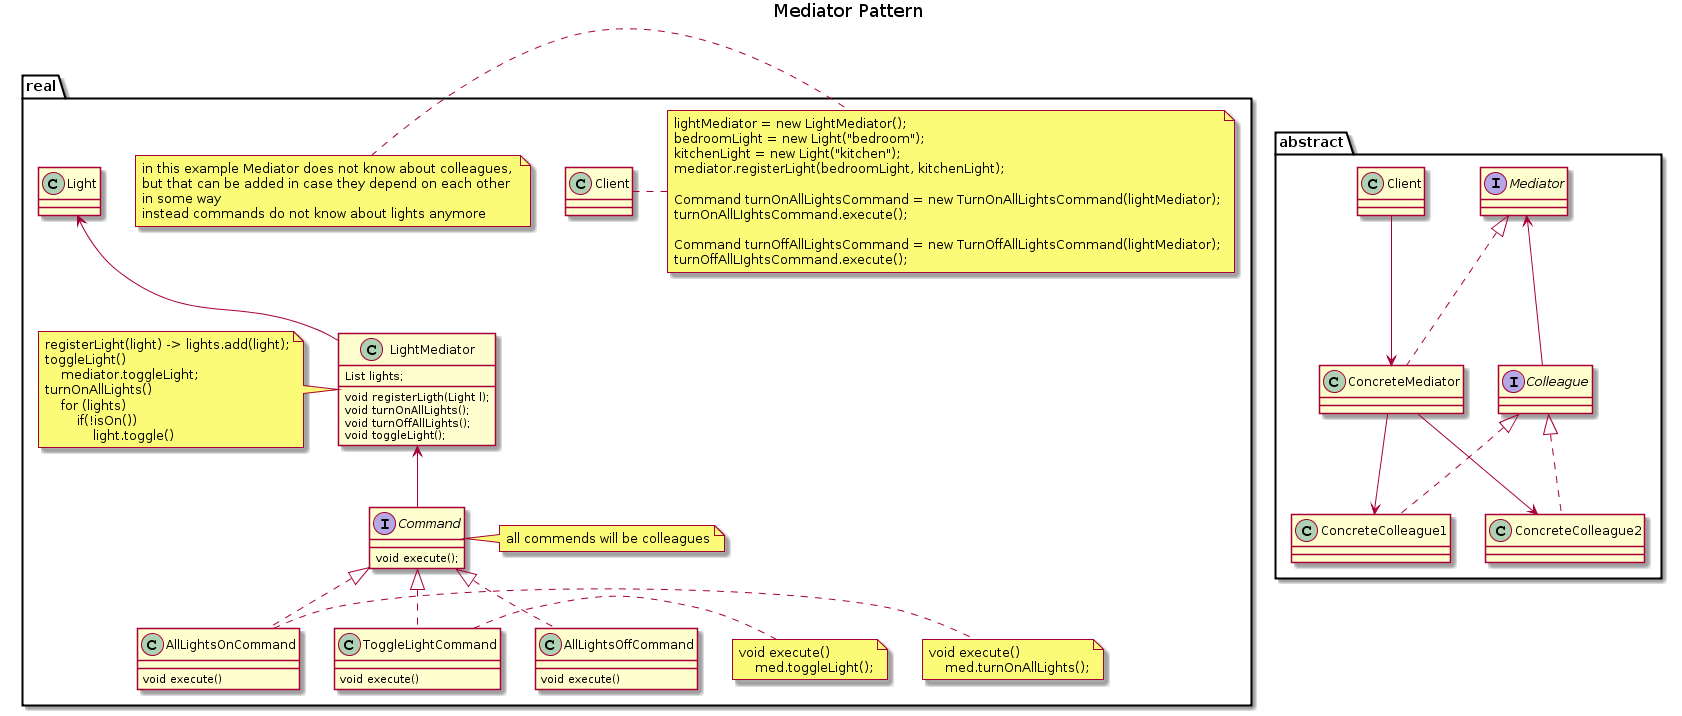 Mediator Pattern
real
C Light
in this example Mediator does not know about colleagues,
but that can be added in case they depend on each other
in some way
instead commands do not know about lights anymore
C Client
lightMediator = new LightMediator();
bedroomLight = new Light("bedroom");
kitchenLight = new Light("kitchen");
mediator.registerLight(bedroomLight, kitchenLight);
Command turnOnAllLightsCommand = new TurnOnAllLightsCommand(lightMediator);
turnOnAllLIghtsCommand.execute();
Command turnOffAllLightsCommand = new TurnOffAllLightsCommand(lightMediator);
turnOffAllLIghtsCommand.execute();
registerLight(light) -> lights.add(light);
toggleLight()
mediator.toggleLight;
turnOnAllLights()
for (lights)
if(!isOn())
light.toggle()
C LightMediator
List lights;
void registerLigth(Light l);
void turnOnAllLights();
void turnOffAllLights();
void toggleLight();
I Command
void execute();
all commends will be colleagues
C AllLightsOnCommand
void execute()
C ToggleLightCommand
void execute()
C AllLightsOffCommand
void execute()
void execute()
med.toggleLight();
void execute()
med.turnOnAllLights();
abstract
C Client
I Mediator
C ConcreteMediator
I Colleague
C ConcreteColleague1
C ConcreteColleague2